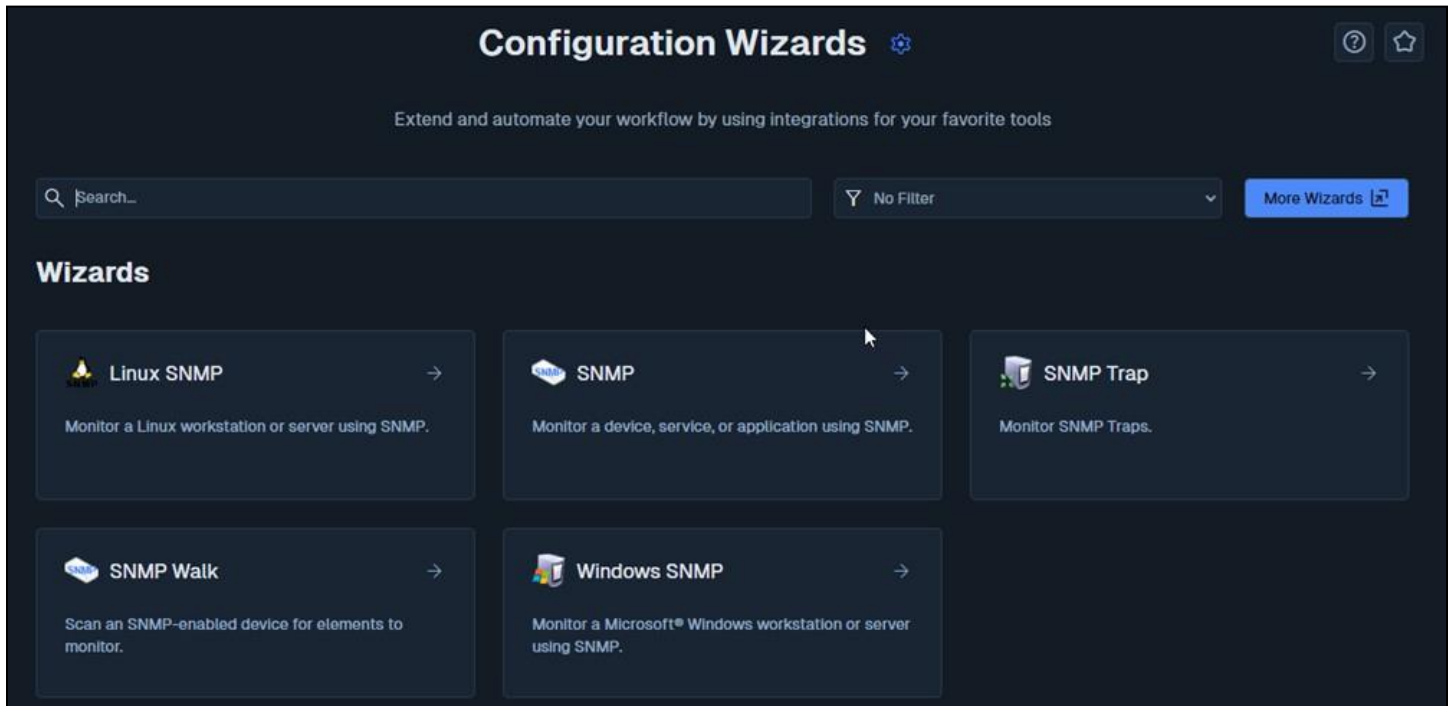 Configuration Wizards
Extend and automate your workflow by using integrations for your favorite tools
Search...
No Filter
More Wizards
Wizards
Linux SNMP
Monitor a Linux workstation or server using SNMP.
SNMP
SNMP
Monitor a device, service, or application using SNMP.
SNMP Trap
Monitor SNMP Traps.
SNMP
SNMP Walk
Scan an SNMP-enabled device for elements to
monitor.
Windows SNMP
Monitor a Microsoft® Windows workstation or server
using SNMP.